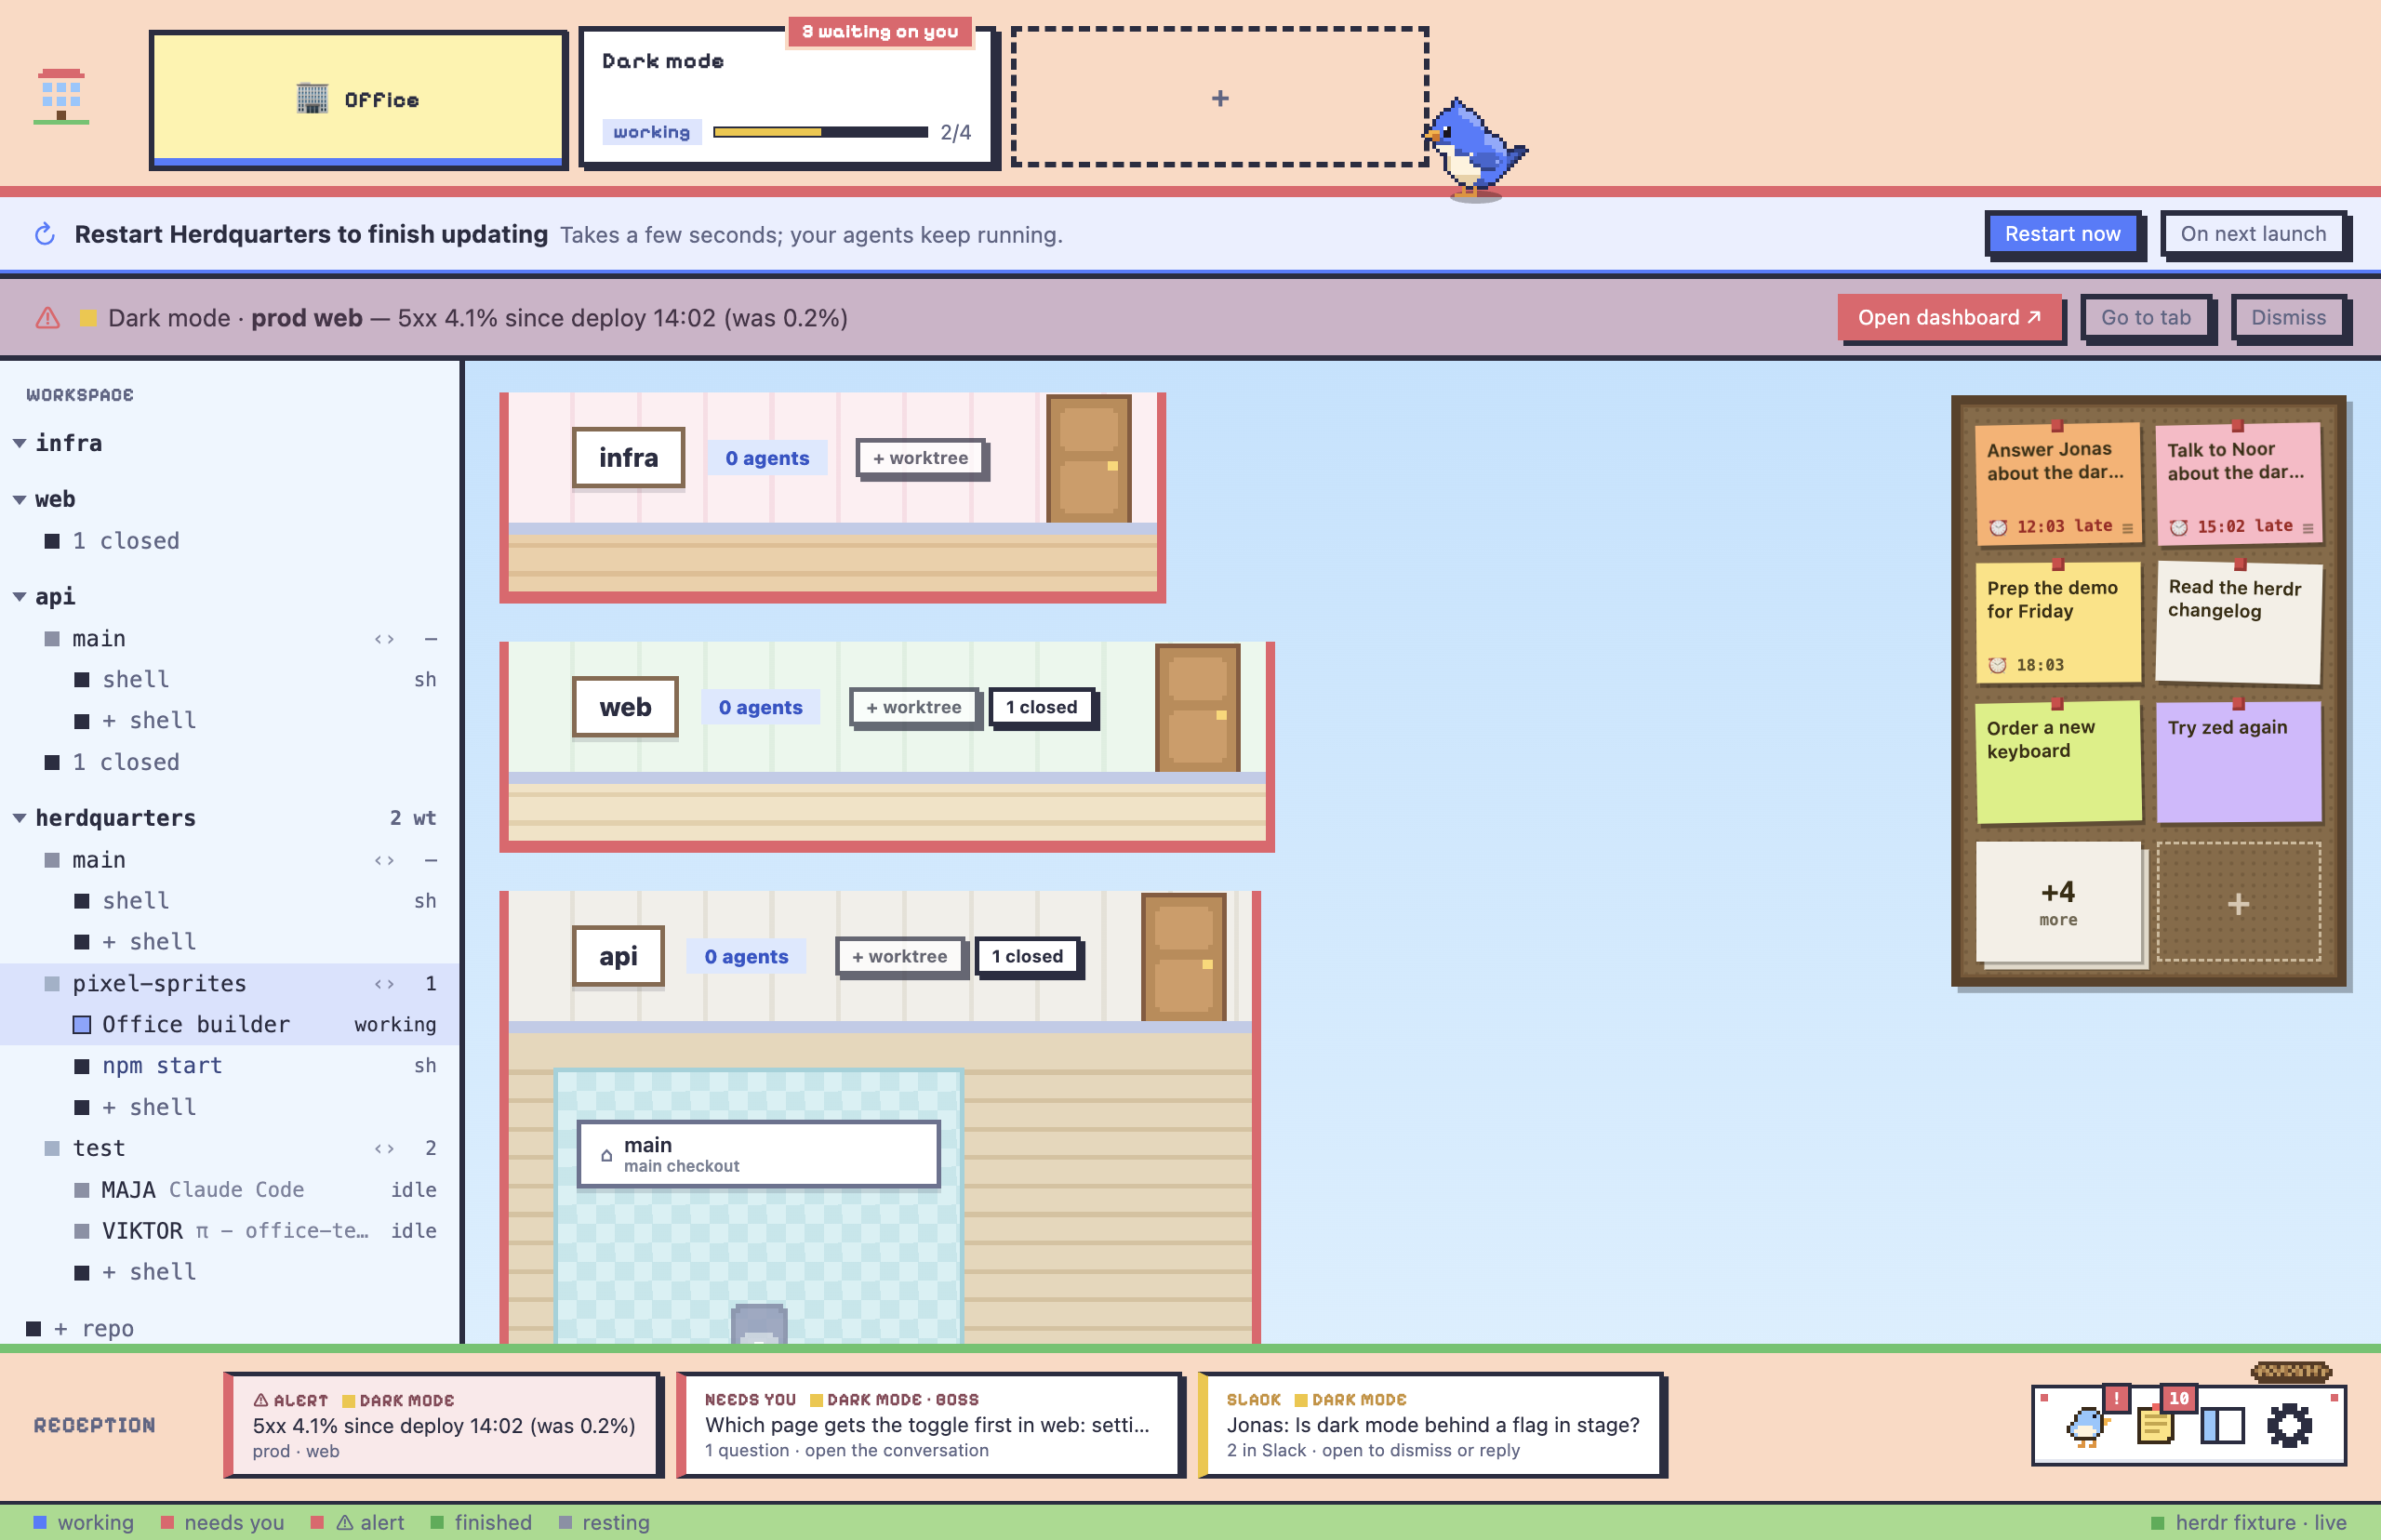 Office
3 waiting on you
Dark mode
working
2/4
+
Restart Herdquarters to finish updating Takes a few seconds; your agents keep running.
Restart now
On next launch
Dark mode · prod web — 5xx 4.1% since deploy 14:02 (was 0.2%)
Open dashboard ↗
Go to tab
Dismiss
WORKSPACE
infra
web
1 closed
api
main <> —
shell sh
+ shell
1 closed
herdquarters 2 wt
main <> —
shell sh
+ shell
pixel-sprites <> 1
Office builder working
npm start sh
+ shell
test <> 2
MAJA Claude Code idle
VIKTOR π - office-te… idle
+ shell
+ repo
infra
0 agents
+ worktree
web
0 agents
+ worktree
1 closed
api
0 agents
+ worktree
1 closed
main
main checkout
Answer Jonas
about the dar…
12:03 late
Talk to Noor
about the dar…
15:02 late
Prep the demo
for Friday
18:03
Read the herdr
changelog
Order a new
keyboard
Try zed again
+4
more
+
RECEPTION
ALERT DARK MODE
5xx 4.1% since deploy 14:02 (was 0.2%)
prod · web
NEEDS YOU DARK MODE · BOSS
Which page gets the toggle first in web: setti…
1 question · open the conversation
SLACK DARK MODE
Jonas: Is dark mode behind a flag in stage?
2 in Slack · open to dismiss or reply
!
10
working
needs you
alert
finished
resting
herdr fixture · live